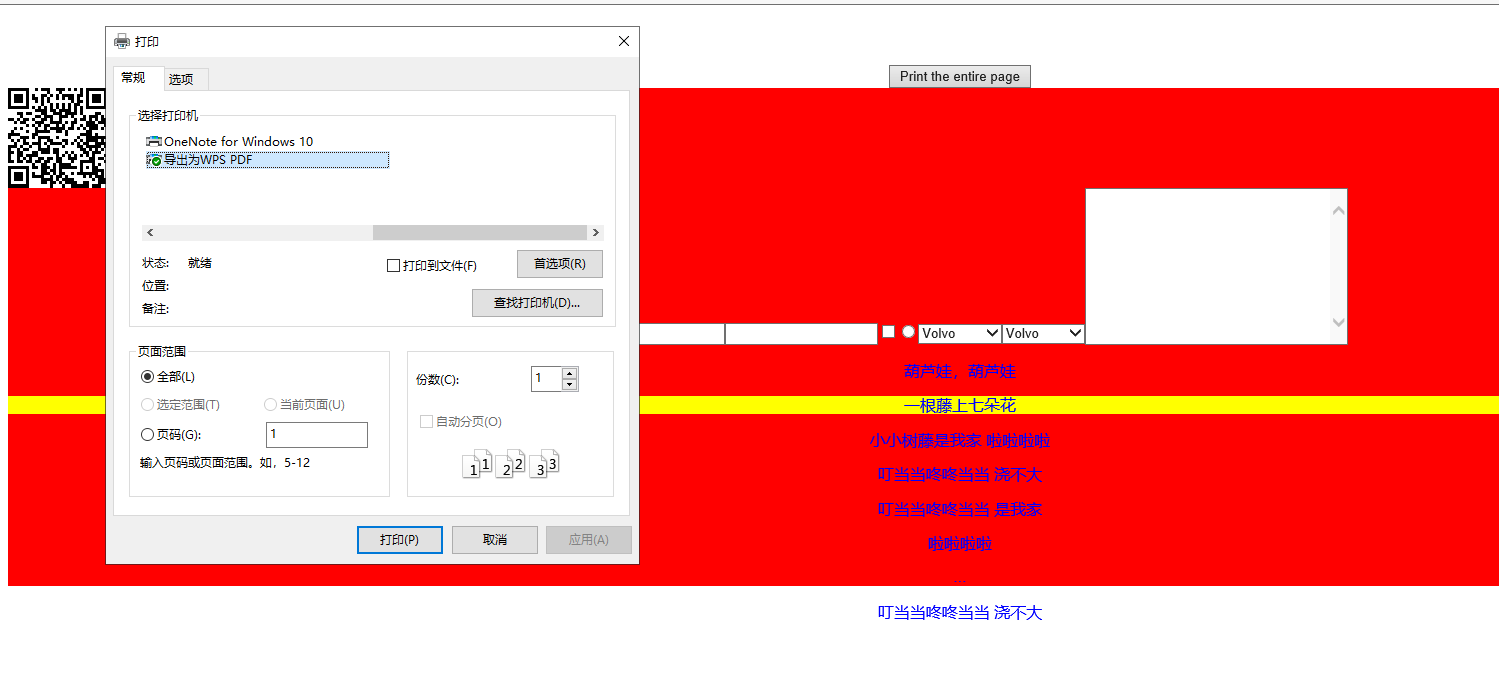 打印
常规
选项
选择打印机
OneNote for Windows 10
导出为WPS PDF
状态: 就绪
位置:
备注:
打印到文件(F)
首选项(R)
查找打印机(D)...
页面范围
全部(L)
选定范围(T)
当前页面(U)
页码(G):
1
输入页码或页面范围。如，5-12
份数(C):
1
自动分页(O)
1 1 2 2 3 3
打印(P)
取消
应用(A)
Print the entire page
Volvo
Volvo
葫芦娃，葫芦娃
一根藤上七朵花
小小树藤是我家 啦啦啦啦
叮当当咚咚当当 浇不大
叮当当咚咚当当 是我家
啦啦啦啦
...
叮当当咚咚当当 浇不大